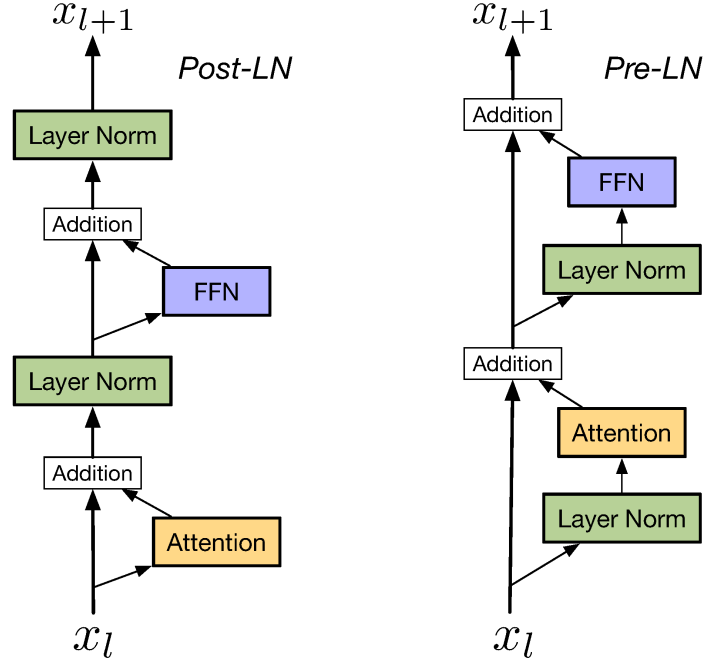 x_{l+1}
Post-LN
Layer Norm
Addition
FFN
Layer Norm
Addition
Attention
x_l
x_{l+1}
Pre-LN
Addition
FFN
Layer Norm
Addition
Attention
Layer Norm
x_l